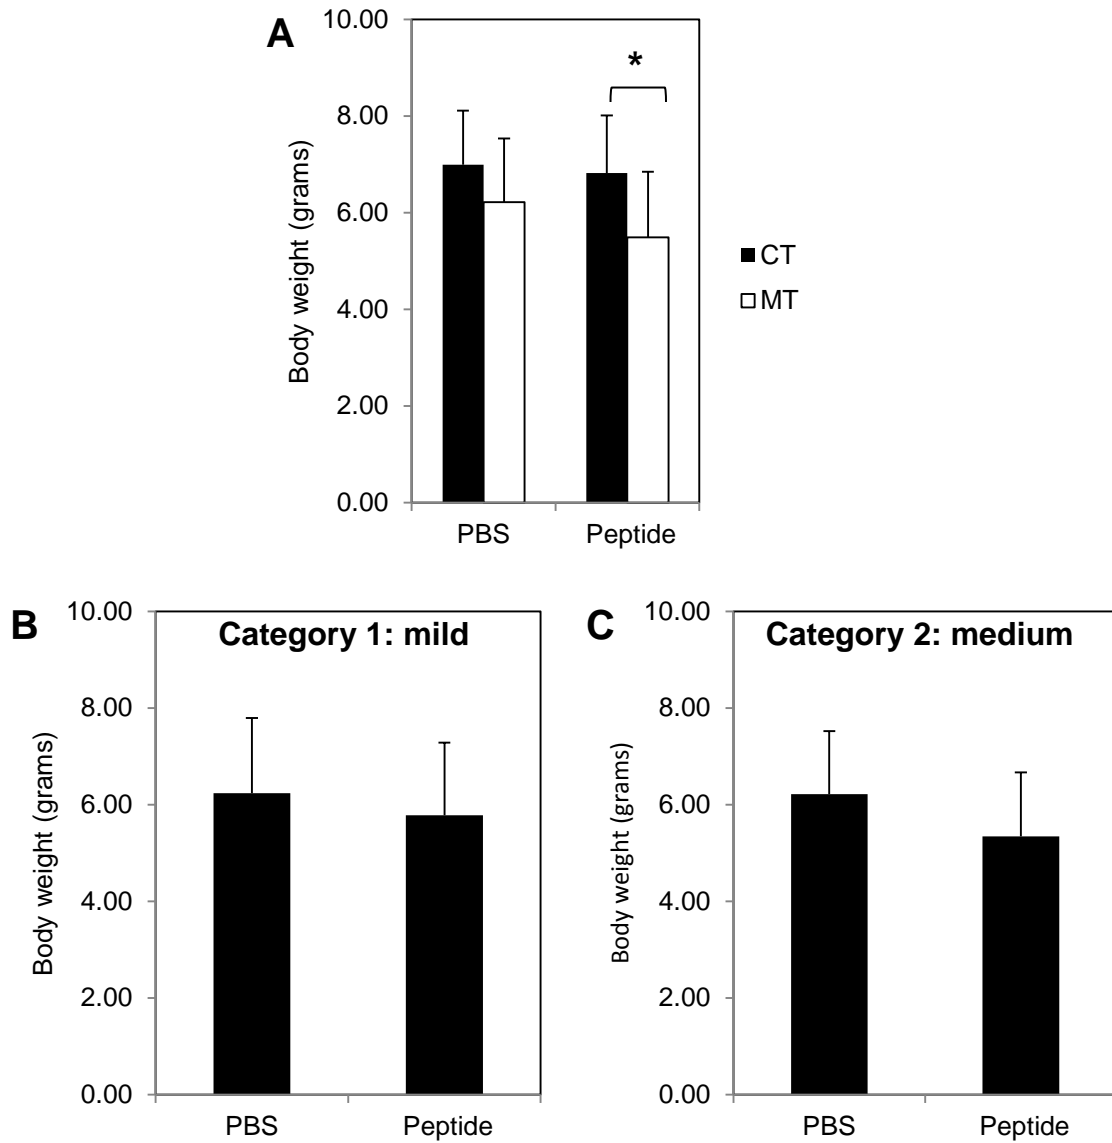 A
10.00
8.00
6.00
4.00
2.00
0.00
Body weight (grams)
*
PBS
Peptide
CT
MT
B
10.00
8.00
6.00
4.00
2.00
0.00
Body weight (grams)
Category 1: mild
PBS
Peptide
C
10.00
8.00
6.00
4.00
2.00
0.00
Body weight (grams)
Category 2: medium
PBS
Peptide